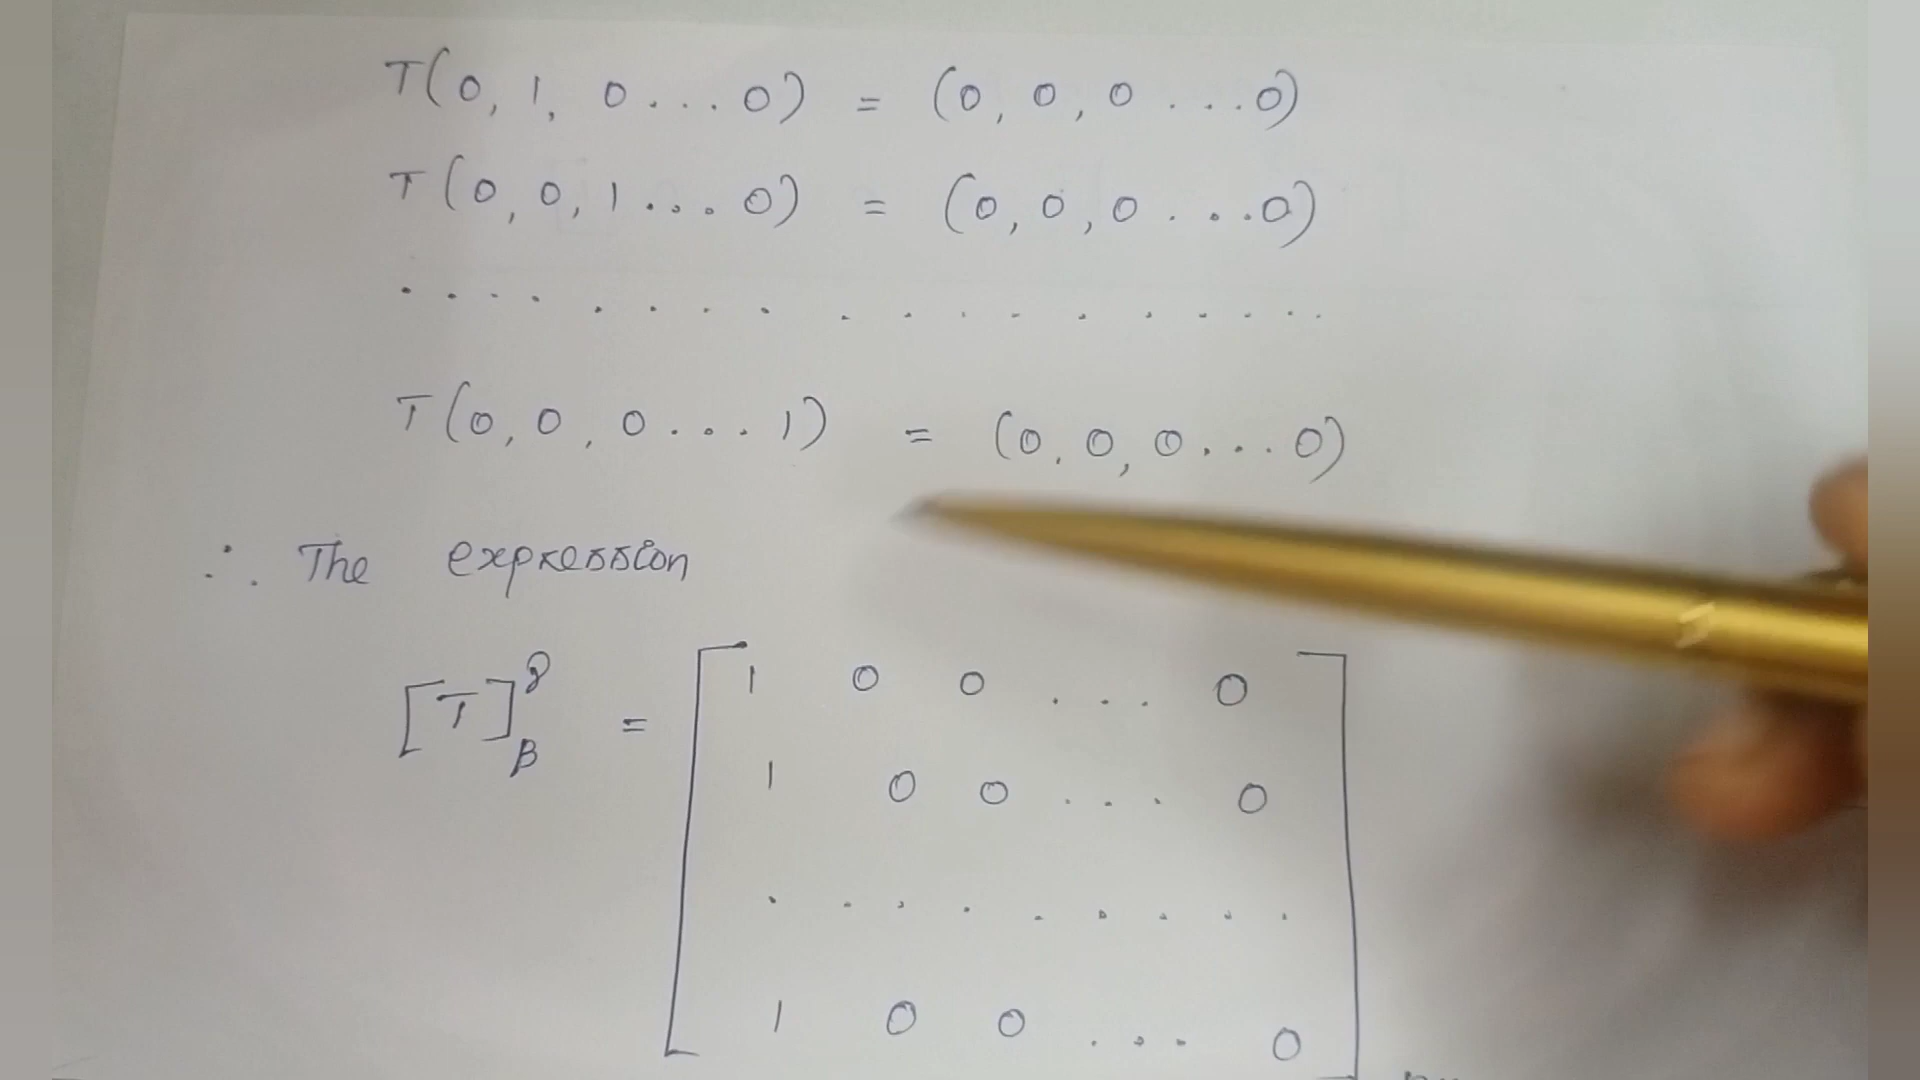 T(0, 1, 0 ... 0) = (0, 0, 0 ... 0)
T(0, 0, 1 ... 0) = (0, 0, 0 ... 0)
. . . . . . . . . . . . . . . . . .
T(0, 0, 0 ... 1) = (0, 0, 0 ... 0)
∴ The expression
[T]_β^γ = [ 1 0 0 . . . 0
1 0 0 . . . 0
. . . . . . . . .
1 0 0 . . . 0 ]